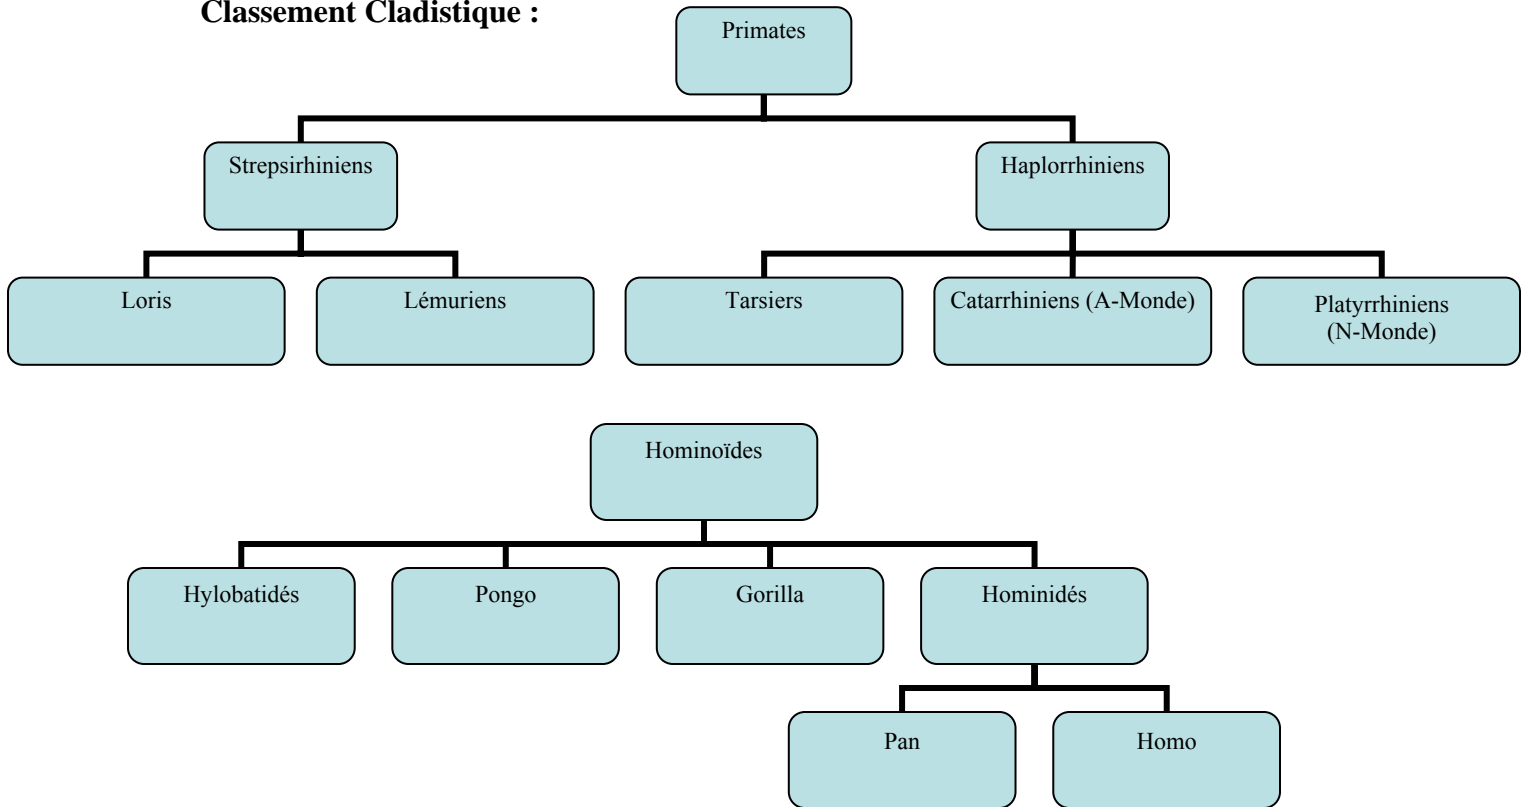 Classement Cladistique :
Primates
Strepsirhiniens
Haplorrhiniens
Loris
Lémuriens
Tarsiers
Catarrhiniens (A-Monde)
Platyrrhiniens
(N-Monde)
Hominoïdes
Hylobatidés
Pongo
Gorilla
Hominidés
Pan
Homo